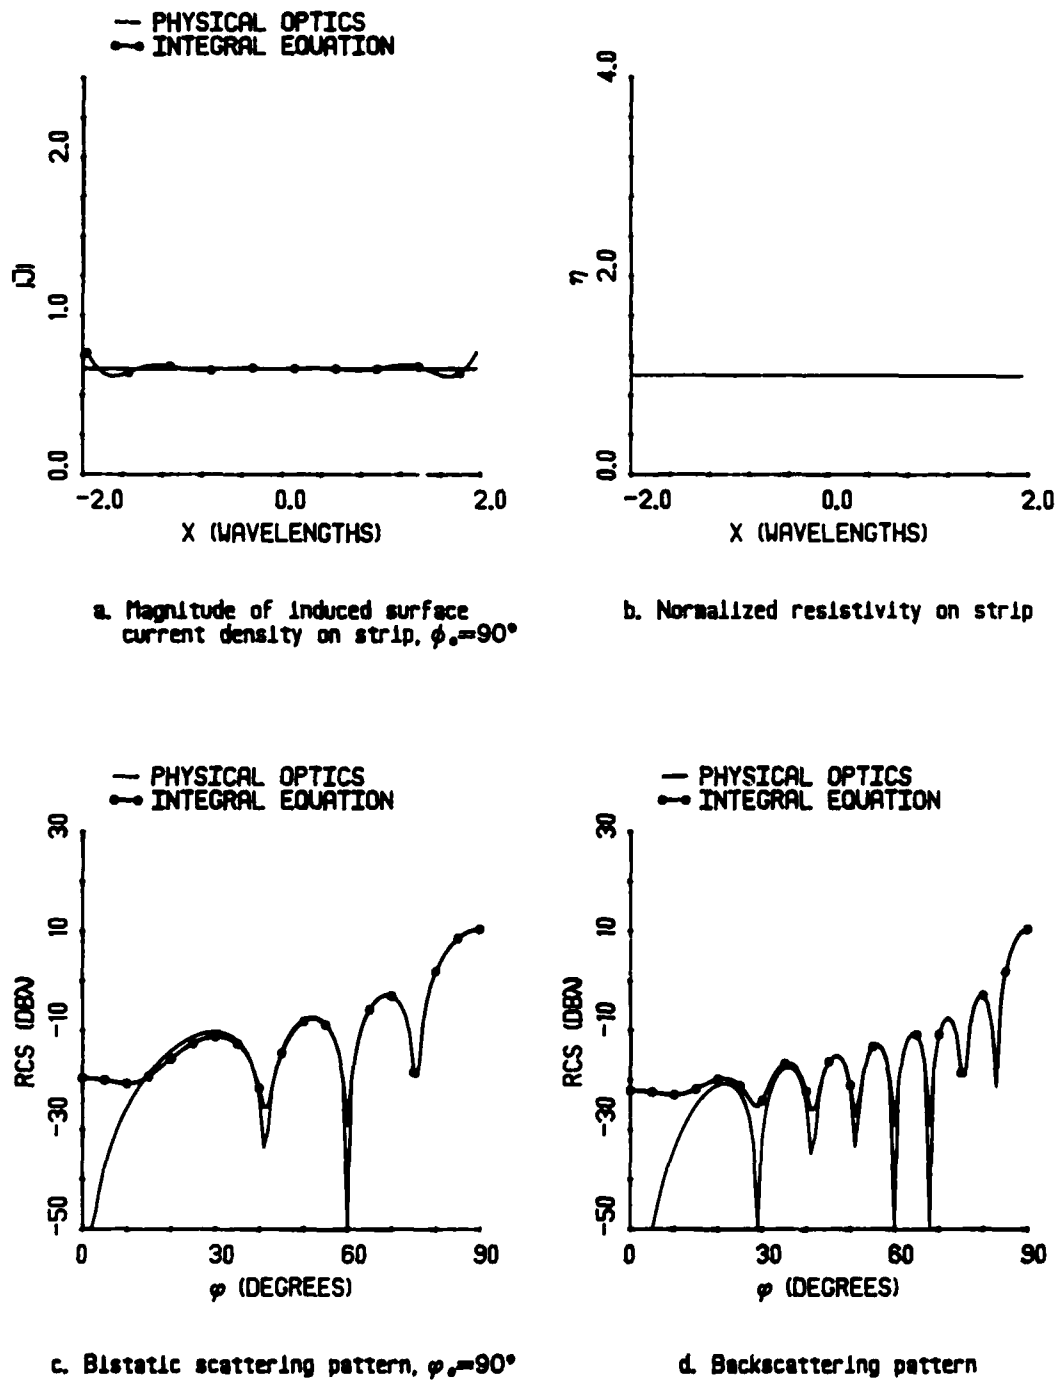 PHYSICAL OPTICS
INTEGRAL EQUATION
|J|
0.0
1.0
2.0
-2.0
0.0
2.0
X (WAVELENGTHS)
a. Magnitude of induced surface
current density on strip, φ₀=90°
η
0.0
2.0
4.0
-2.0
0.0
2.0
X (WAVELENGTHS)
b. Normalized resistivity on strip
PHYSICAL OPTICS
INTEGRAL EQUATION
RCS (DBλ)
-50
-30
-10
10
30
0
30
60
90
φ (DEGREES)
c. Bistatic scattering pattern, φ₀=90°
PHYSICAL OPTICS
INTEGRAL EQUATION
RCS (DBλ)
-50
-30
-10
10
30
0
30
60
90
φ (DEGREES)
d. Backscattering pattern